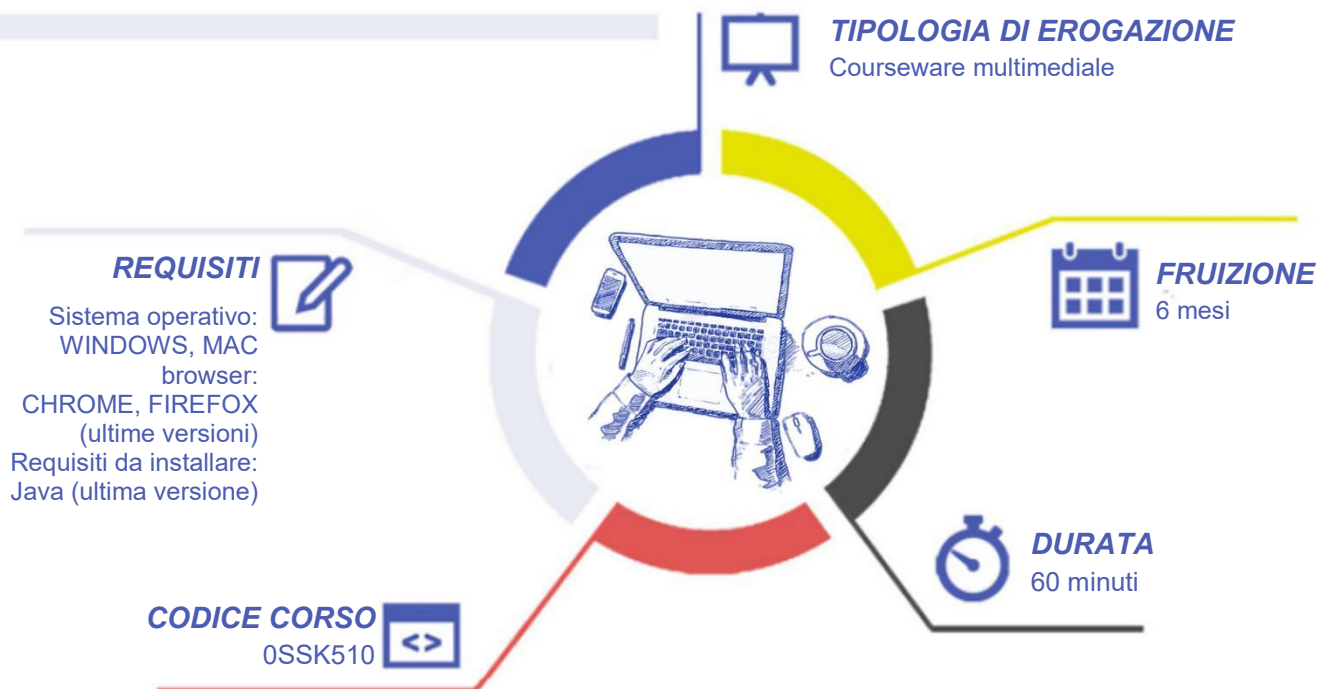 TIPOLOGIA DI EROGAZIONE
Courseware multimediale
REQUISITI
Sistema operativo:
WINDOWS, MAC
browser:
CHROME, FIREFOX
(ultime versioni)
Requisiti da installare:
Java (ultima versione)
FRUIZIONE
6 mesi
DURATA
60 minuti
CODICE CORSO
0SSK510